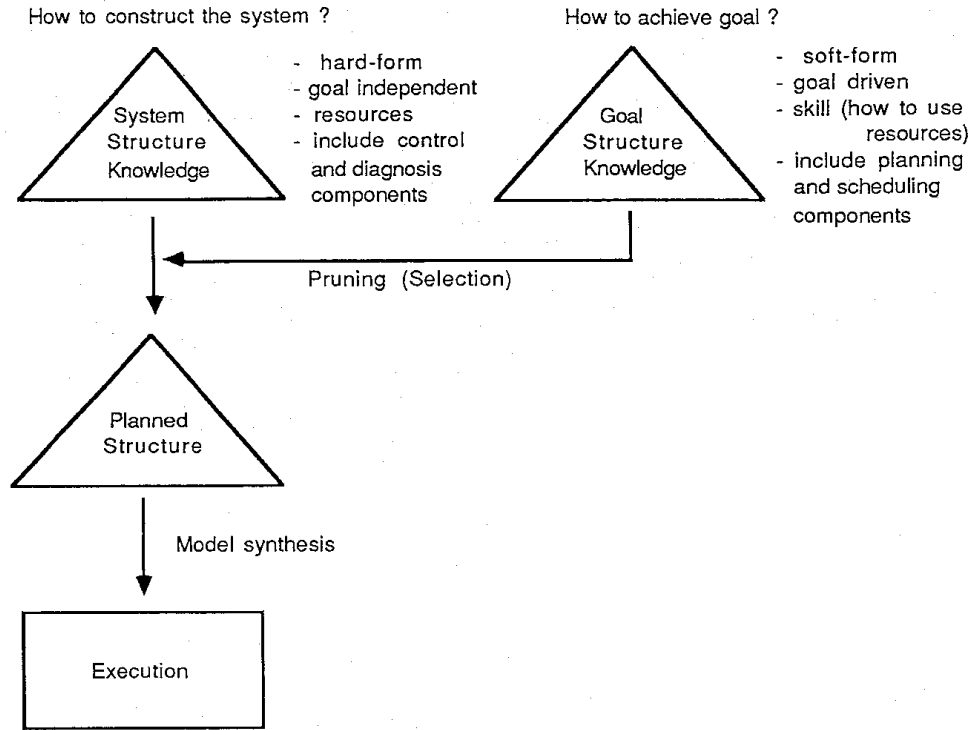 How to construct the system ?
System
Structure
Knowledge
- hard-form
- goal independent
- resources
- include control
and diagnosis
components
How to achieve goal ?
Goal
Structure
Knowledge
- soft-form
- goal driven
- skill (how to use
resources)
- include planning
and scheduling
components
Pruning (Selection)
Planned
Structure
Model synthesis
Execution